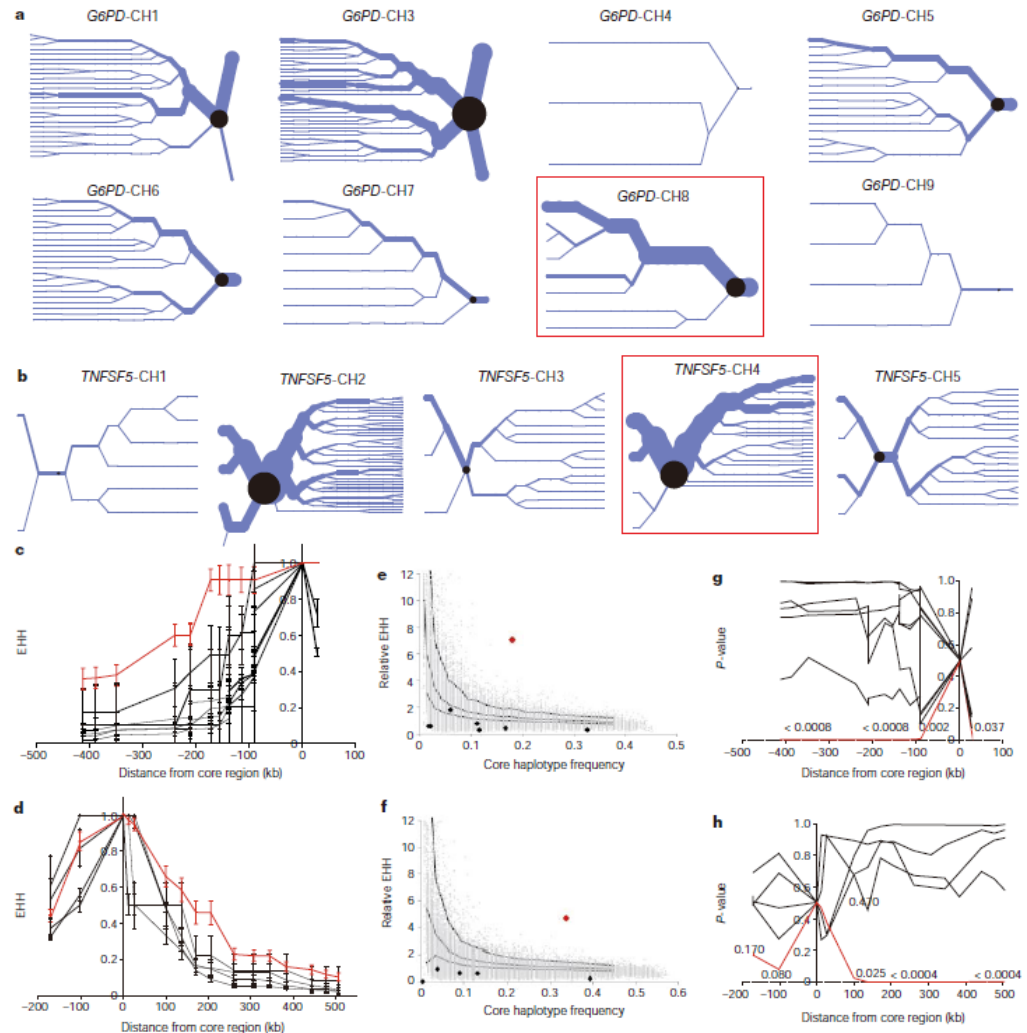 a
G6PD-CH1 G6PD-CH3 G6PD-CH4 G6PD-CH5
G6PD-CH6 G6PD-CH7 G6PD-CH8 G6PD-CH9
b
TNFSF5-CH1 TNFSF5-CH2 TNFSF5-CH3 TNFSF5-CH4 TNFSF5-CH5
c
EHH
1.0
0.8
0.6
0.4
0.2
0
−500 −400 −300 −200 −100 0 100
Distance from core region (kb)
e
Relative EHH
12
10
8
6
4
2
0
0 0.1 0.2 0.3 0.4 0.5
Core haplotype frequency
g
P-value
1.0
0.8
0.6
0.4
0.2
0
< 0.0008 < 0.0008 0.002 0.037
−500 −400 −300 −200 −100 0 100
Distance from core region (kb)
d
EHH
1.0
0.8
0.6
0.4
0.2
0
−200 −100 0 100 200 300 400 500
Distance from core region (kb)
f
Relative EHH
12
10
8
6
4
2
0
0 0.1 0.2 0.3 0.4 0.5 0.6
Core haplotype frequency
h
P-value
1.0
0.8
0.6
0.4
0.2
0
0.470
0.170
0.080 0.025 < 0.0004 < 0.0004
−200 −100 0 100 200 300 400 500
Distance from core region (kb)